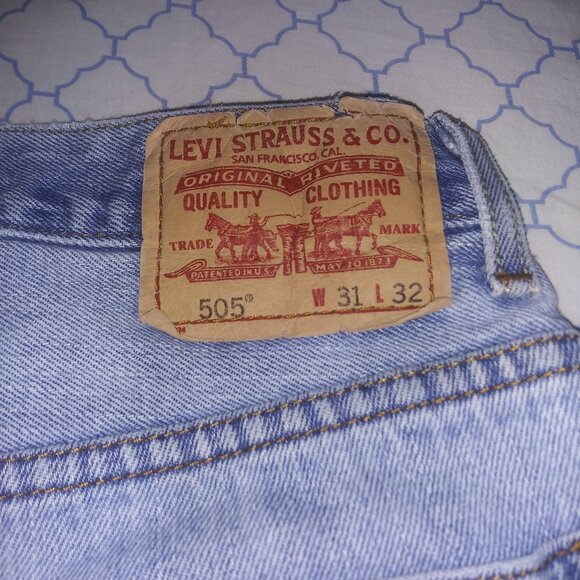 LEVI STRAUSS & CO.
SAN FRANCISCO, CAL.
ORIGINAL RIVETED
QUALITY CLOTHING
TRADE MARK
PATENTED IN U.S. MAY 20 1873
505® W 31 L 32
™